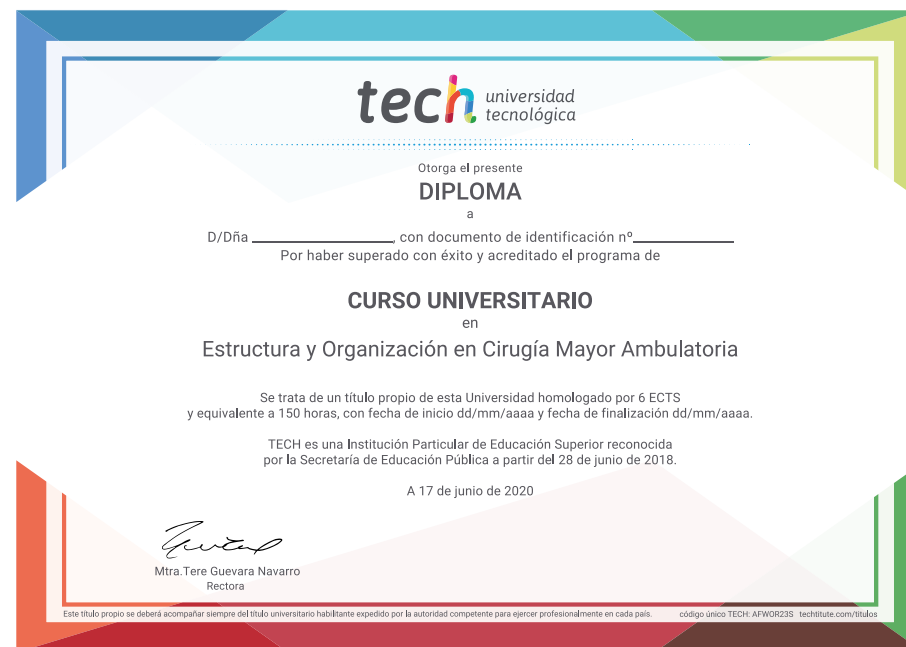 tech universidad
tecnológica
Otorga el presente
DIPLOMA
a
D/Dña ____________________, con documento de identificación nº______________
Por haber superado con éxito y acreditado el programa de
CURSO UNIVERSITARIO
en
Estructura y Organización en Cirugía Mayor Ambulatoria
Se trata de un título propio de esta Universidad homologado por 6 ECTS
y equivalente a 150 horas, con fecha de inicio dd/mm/aaaa y fecha de finalización dd/mm/aaaa.
TECH es una Institución Particular de Educación Superior reconocida
por la Secretaría de Educación Pública a partir del 28 de junio de 2018.
A 17 de junio de 2020
Mtra.Tere Guevara Navarro
Rectora
Este título propio se deberá acompañar siempre del título universitario habilitante expedido por la autoridad competente para ejercer profesionalmente en cada país. código único TECH: AFWOR23S techtitute.com/titulos